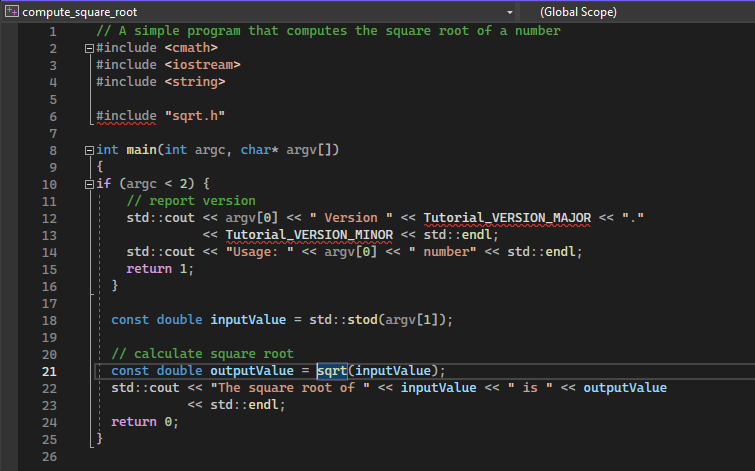 compute_square_root (Global Scope)
1 // A simple program that computes the square root of a number
2 #include <cmath>
3 #include <iostream>
4 #include <string>
5
6 #include "sqrt.h"
7
8 int main(int argc, char* argv[])
9 {
10 if (argc < 2) {
11 // report version
12 std::cout << argv[0] << " Version " << Tutorial_VERSION_MAJOR << "."
13 << Tutorial_VERSION_MINOR << std::endl;
14 std::cout << "Usage: " << argv[0] << " number" << std::endl;
15 return 1;
16 }
17
18 const double inputValue = std::stod(argv[1]);
19
20 // calculate square root
21 const double outputValue = sqrt(inputValue);
22 std::cout << "The square root of " << inputValue << " is " << outputValue
23 << std::endl;
24 return 0;
25 }
26